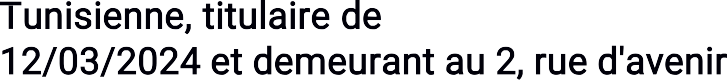 Tunisienne, titulaire de
12/03/2024 et demeurant au 2, rue d'avenir